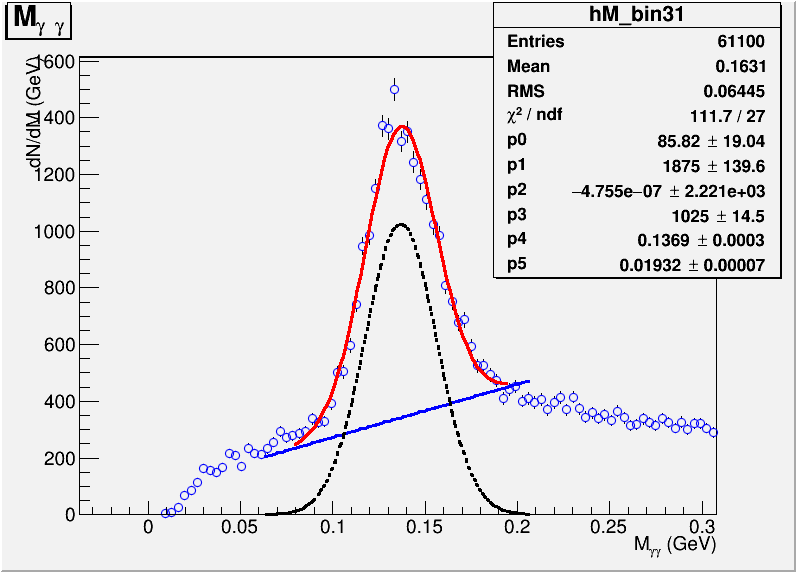 M_γ γ
hM_bin31
Entries 61100
Mean 0.1631
RMS 0.06445
χ² / ndf 111.7 / 27
p0 85.82 ± 19.04
p1 1875 ± 139.6
p2 −4.755e−07 ± 2.221e+03
p3 1025 ± 14.5
p4 0.1369 ± 0.0003
p5 0.01932 ± 0.00007
dN/dM (GeV)
1600
1400
1200
1000
800
600
400
200
0
0 0.05 0.1 0.15 0.2 0.25 0.3
M_γγ (GeV)